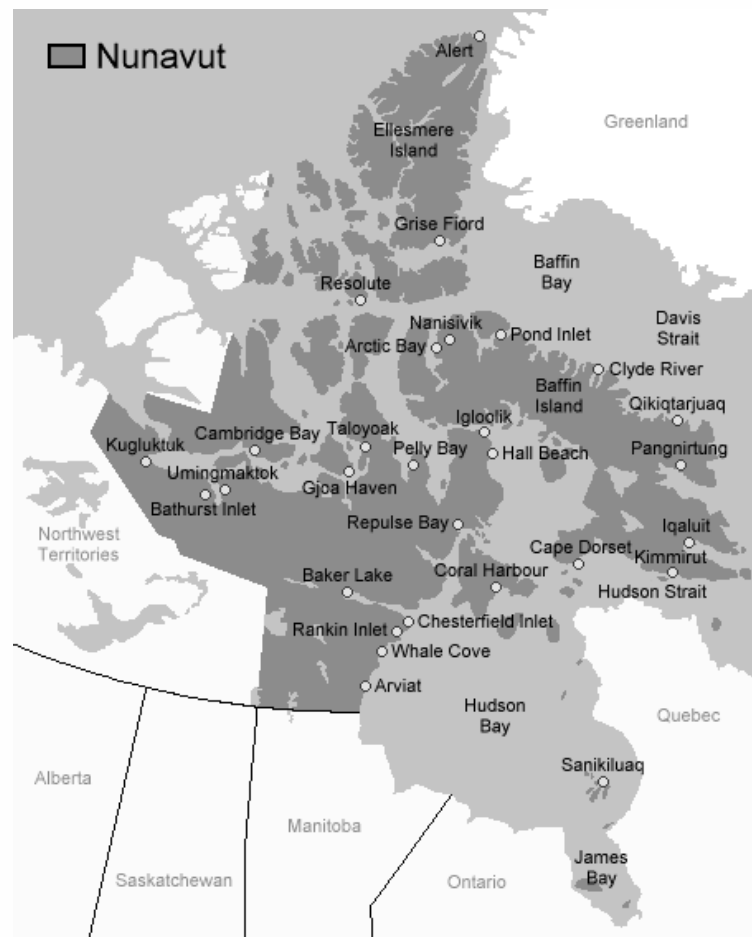 Nunavut
Alert
Greenland
Ellesmere
Island
Grise Fiord
Baffin
Bay
Resolute
Davis
Strait
Nanisivik
Pond Inlet
Arctic Bay
Clyde River
Baffin
Island
Qikiqtarjuaq
Igloolik
Taloyoak
Cambridge Bay
Kugluktuk
Pelly Bay
Hall Beach
Pangnirtung
Umingmaktok
Gjoa Haven
Bathurst Inlet
Repulse Bay
Iqaluit
Northwest
Territories
Cape Dorset
Kimmirut
Baker Lake
Coral Harbour
Hudson Strait
Chesterfield Inlet
Rankin Inlet
Whale Cove
Arviat
Hudson
Bay
Quebec
Sanikiluaq
Alberta
Manitoba
James
Bay
Saskatchewan
Ontario